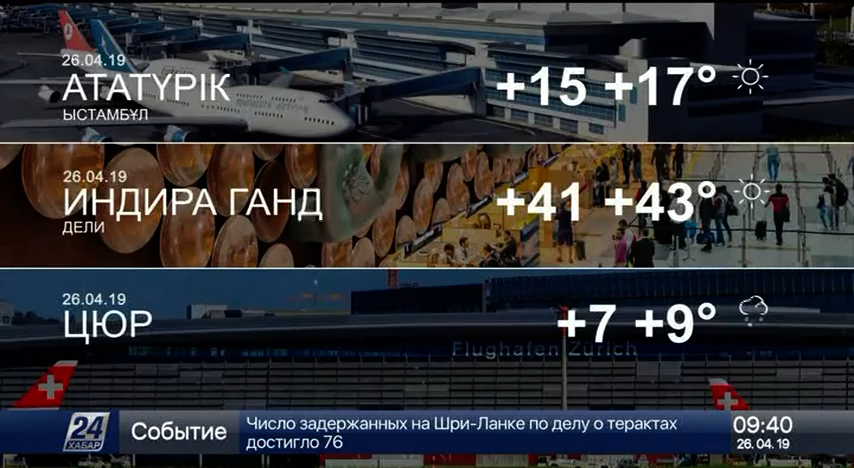 26.04.19
АТАТҮРІК
ЫСТАМБҰЛ
+15 +17°
26.04.19
ИНДИРА ГАНД
ДЕЛИ
+41 +43°
26.04.19
ЦЮР
+7 +9°
Flughafen Zürich
24
ХАБАР
Событие
Число задержанных на Шри-Ланке по делу о терактах
достигло 76
09:40
26.04.19